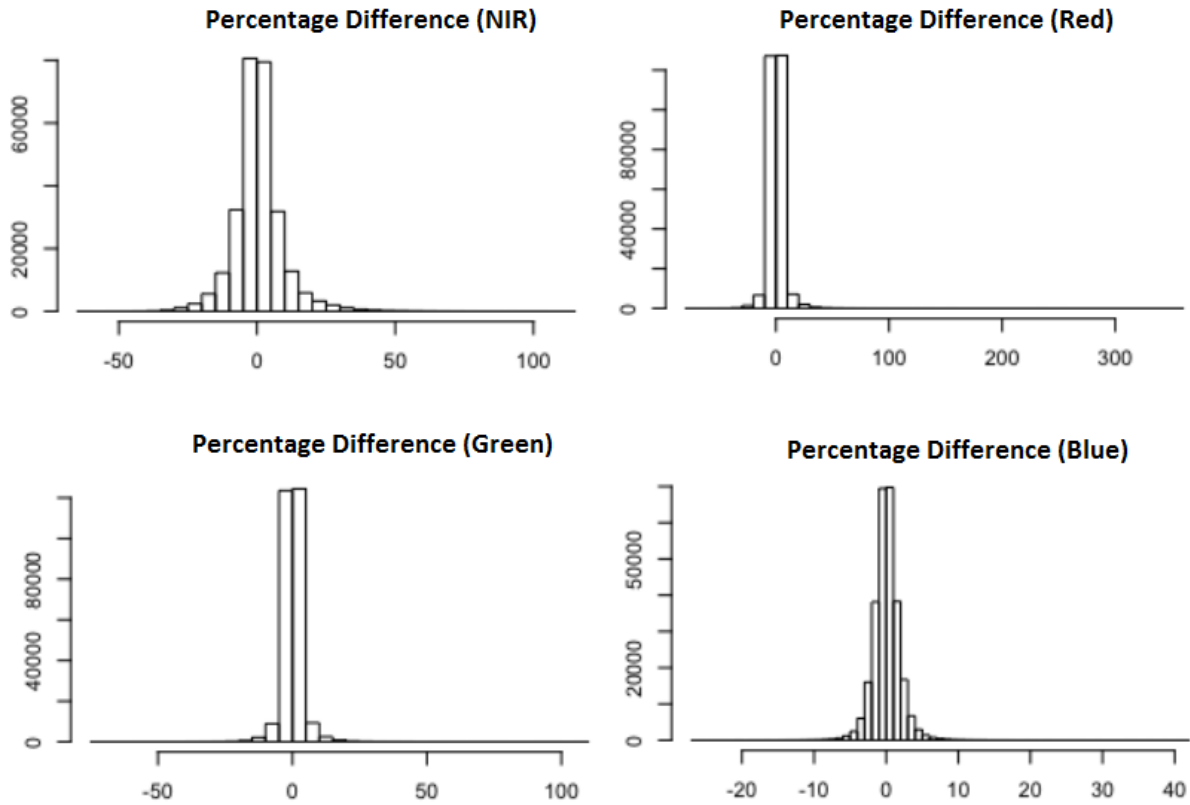 Percentage Difference (NIR)
0 20000 60000
-50 0 50 100
Percentage Difference (Red)
0 40000 80000
0 100 200 300
Percentage Difference (Green)
0 40000 80000
-50 0 50 100
Percentage Difference (Blue)
0 20000 50000
-20 -10 0 10 20 30 40